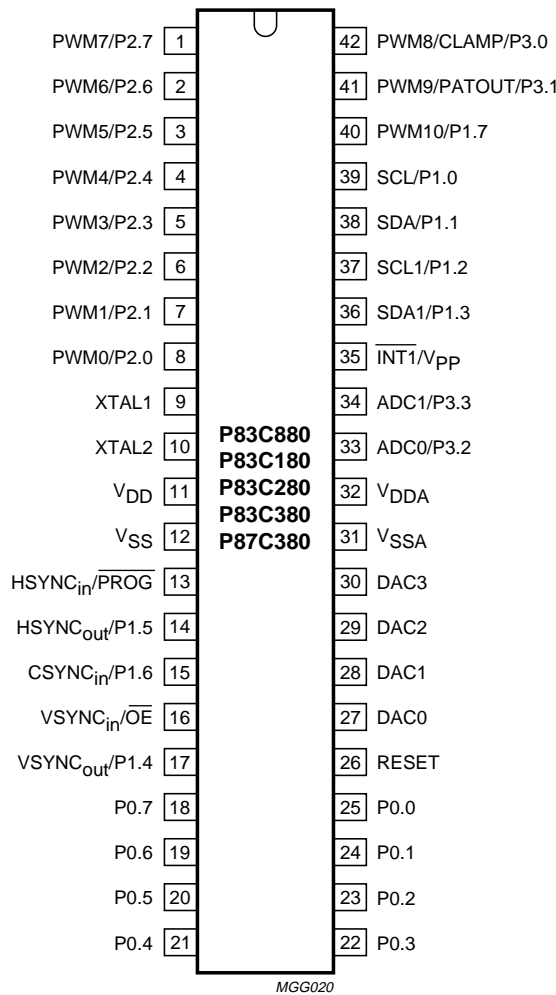 PWM7/P2.7 1 42 PWM8/CLAMP/P3.0
PWM6/P2.6 2 41 PWM9/PATOUT/P3.1
PWM5/P2.5 3 40 PWM10/P1.7
PWM4/P2.4 4 39 SCL/P1.0
PWM3/P2.3 5 38 SDA/P1.1
PWM2/P2.2 6 37 SCL1/P1.2
PWM1/P2.1 7 36 SDA1/P1.3
PWM0/P2.0 8 35 INT1/VPP
XTAL1 9 34 ADC1/P3.3
XTAL2 10 33 ADC0/P3.2
VDD 11 32 VDDA
VSS 12 31 VSSA
P83C880
P83C180
P83C280
P83C380
P87C380
HSYNCin/PROG 13 30 DAC3
HSYNCout/P1.5 14 29 DAC2
CSYNCin/P1.6 15 28 DAC1
VSYNCin/OE 16 27 DAC0
VSYNCout/P1.4 17 26 RESET
P0.7 18 25 P0.0
P0.6 19 24 P0.1
P0.5 20 23 P0.2
P0.4 21 22 P0.3
MGG020